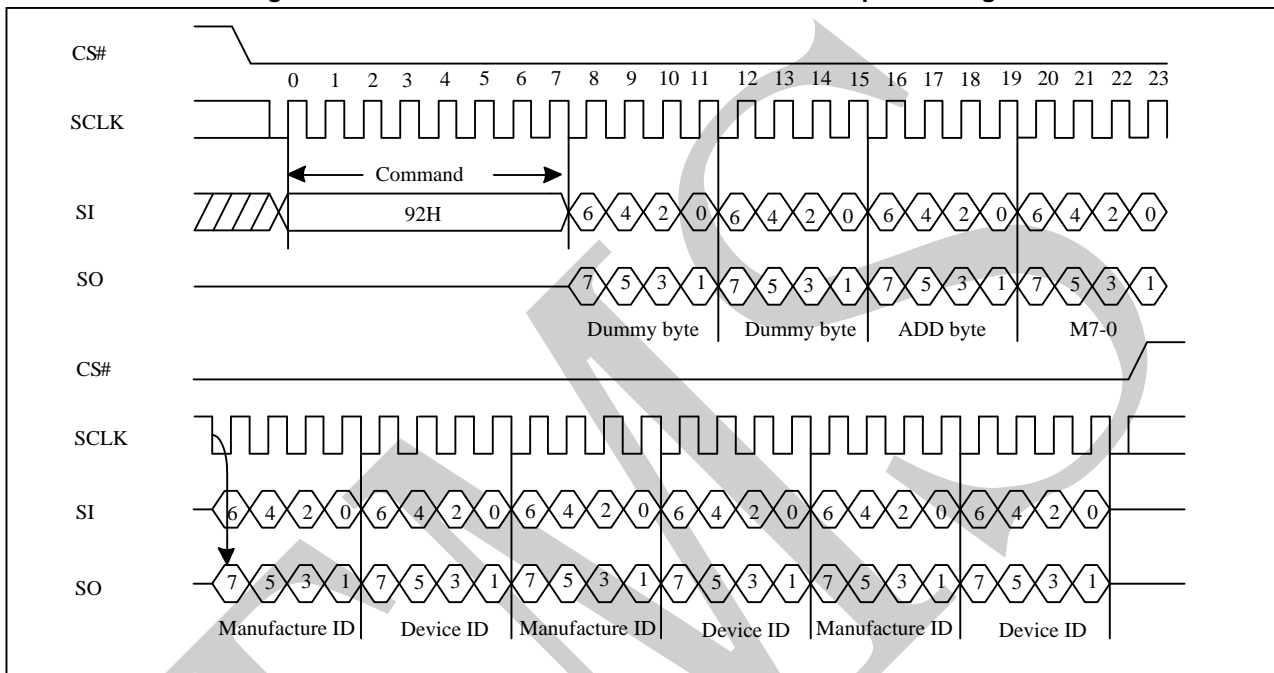 CS#
0 1 2 3 4 5 6 7 8 9 10 11 12 13 14 15 16 17 18 19 20 21 22 23
SCLK
Command
SI
92H
6 4 2 0 6 4 2 0 6 4 2 0 6 4 2 0
SO
7 5 3 1 7 5 3 1 7 5 3 1 7 5 3 1
Dummy byte Dummy byte ADD byte M7-0
CS#
SCLK
SI
6 4 2 0 6 4 2 0 6 4 2 0 6 4 2 0 6 4 2 0 6 4 2 0
SO
7 5 3 1 7 5 3 1 7 5 3 1 7 5 3 1 7 5 3 1 7 5 3 1
Manufacture ID Device ID Manufacture ID Device ID Manufacture ID Device ID